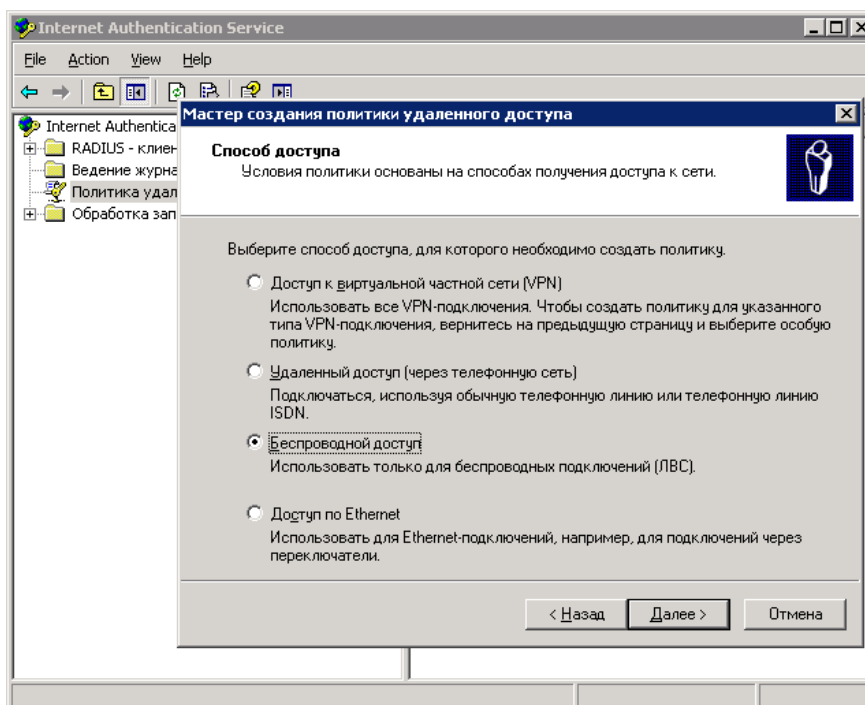 Internet Authentication Service
File Action View Help
Мастер создания политики удаленного доступа
Internet Authentica
RADIUS - клиен
Ведение журна
Политика удал
Обработка зап
Способ доступа
Условия политики основаны на способах получения доступа к сети.
Выберите способ доступа, для которого необходимо создать политику.
Доступ к виртуальной частной сети (VPN)
Использовать все VPN-подключения. Чтобы создать политику для указанного
типа VPN-подключения, вернитесь на предыдущую страницу и выберите особую
политику.
Удаленный доступ (через телефонную сеть)
Подключаться, используя обычную телефонную линию или телефонную линию
ISDN.
Беспроводной доступ
Использовать только для беспроводных подключений (ЛВС).
Доступ по Ethernet
Использовать для Ethernet-подключений, например, для подключений через
переключатели.
< Назад Далее > Отмена